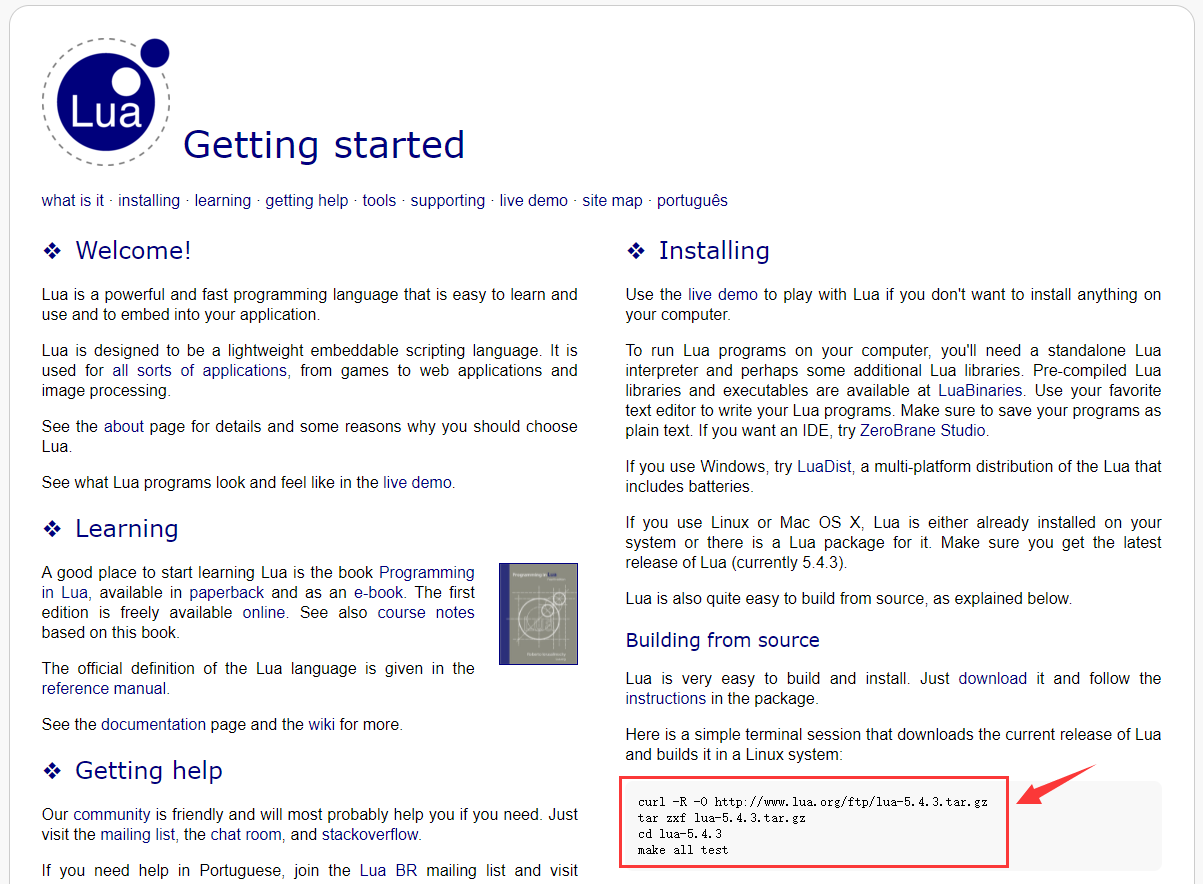 Lua
Getting started
what is it · installing · learning · getting help · tools · supporting · live demo · site map · português
❖ Welcome!
Lua is a powerful and fast programming language that is easy to learn and
use and to embed into your application.
Lua is designed to be a lightweight embeddable scripting language. It is
used for all sorts of applications, from games to web applications and
image processing.
See the about page for details and some reasons why you should choose
Lua.
See what Lua programs look and feel like in the live demo.
❖ Learning
A good place to start learning Lua is the book Programming
in Lua, available in paperback and as an e-book. The first
edition is freely available online. See also course notes
based on this book.
The official definition of the Lua language is given in the
reference manual.
See the documentation page and the wiki for more.
Programming in Lua
❖ Getting help
Our community is friendly and will most probably help you if you need. Just
visit the mailing list, the chat room, and stackoverflow.
If you need help in Portuguese, join the Lua BR mailing list and visit
❖ Installing
Use the live demo to play with Lua if you don't want to install anything on
your computer.
To run Lua programs on your computer, you'll need a standalone Lua
interpreter and perhaps some additional Lua libraries. Pre-compiled Lua
libraries and executables are available at LuaBinaries. Use your favorite
text editor to write your Lua programs. Make sure to save your programs as
plain text. If you want an IDE, try ZeroBrane Studio.
If you use Windows, try LuaDist, a multi-platform distribution of the Lua that
includes batteries.
If you use Linux or Mac OS X, Lua is either already installed on your
system or there is a Lua package for it. Make sure you get the latest
release of Lua (currently 5.4.3).
Lua is also quite easy to build from source, as explained below.
Building from source
Lua is very easy to build and install. Just download it and follow the
instructions in the package.
Here is a simple terminal session that downloads the current release of Lua
and builds it in a Linux system:
curl -R -O http://www.lua.org/ftp/lua-5.4.3.tar.gz
tar zxf lua-5.4.3.tar.gz
cd lua-5.4.3
make all test